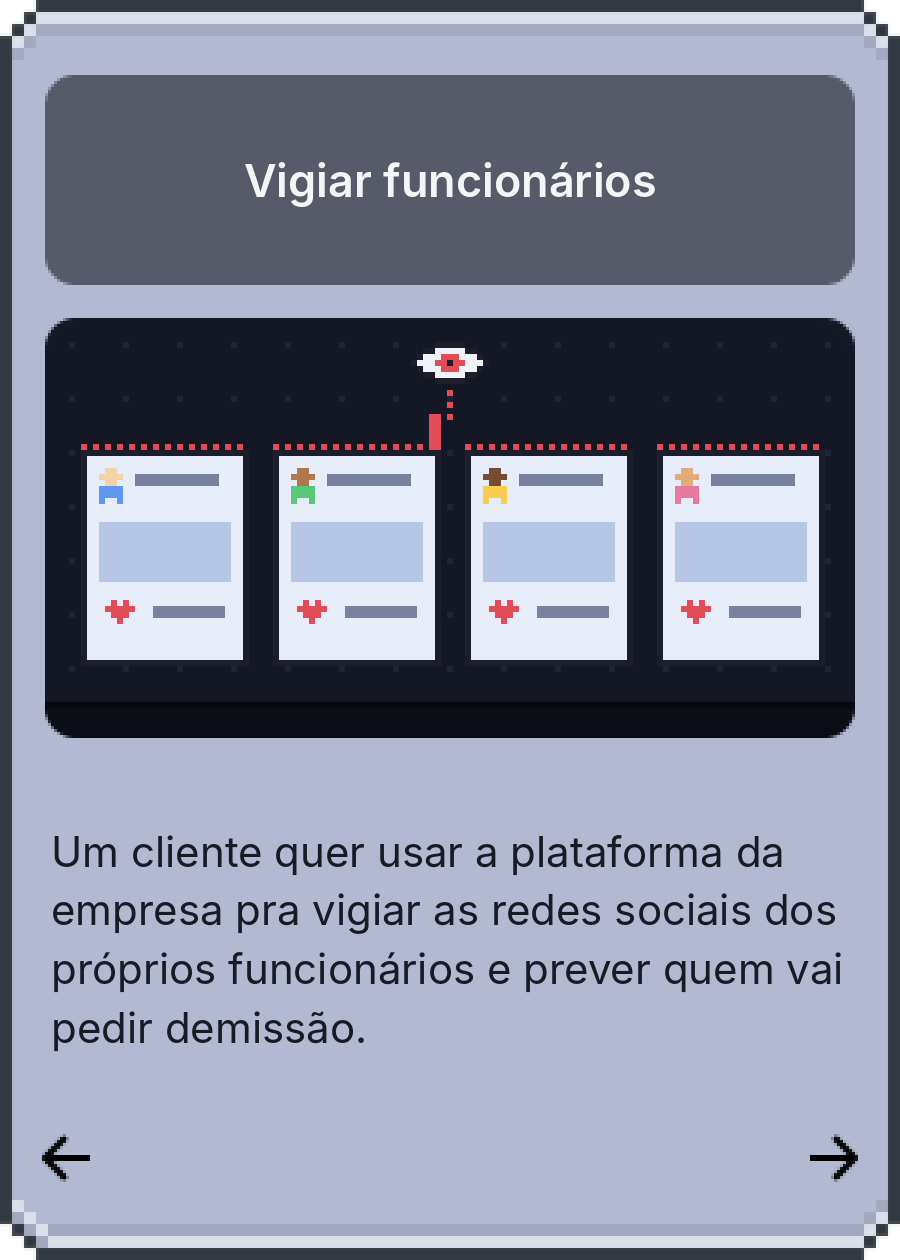 Vigiar funcionários
Um cliente quer usar a plataforma da
empresa pra vigiar as redes sociais dos
próprios funcionários e prever quem vai
pedir demissão.